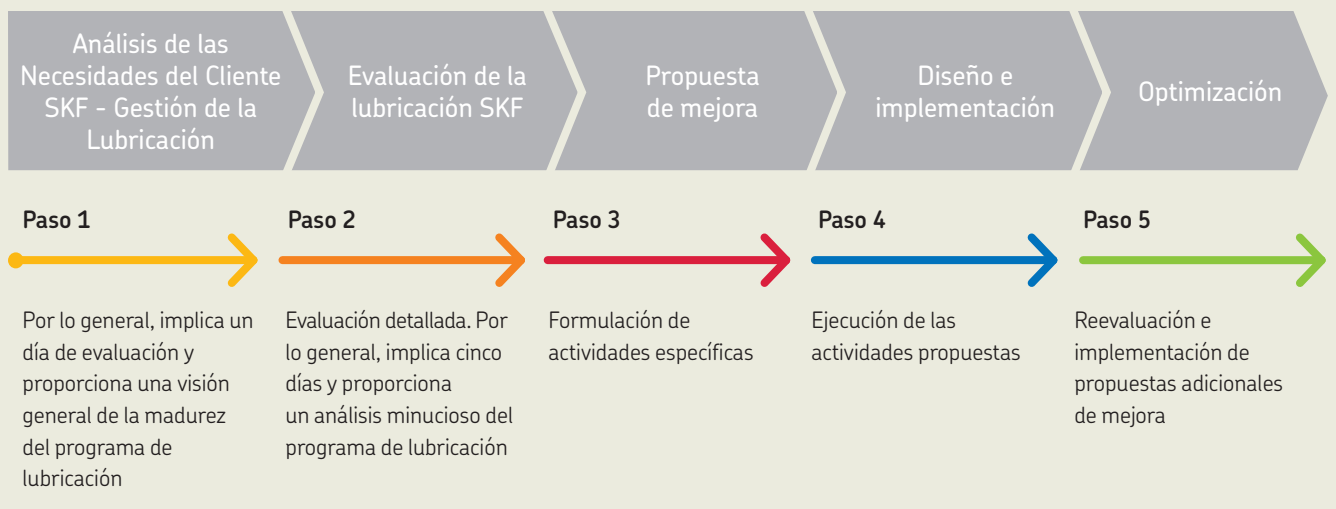 Análisis de las
Necesidades del Cliente
SKF - Gestión de la
Lubricación
Evaluación de la
lubricación SKF
Propuesta
de mejora
Diseño e
implementación
Optimización
Paso 1
Por lo general, implica un
día de evaluación y
proporciona una visión
general de la madurez
del programa de
lubricación
Paso 2
Evaluación detallada. Por
lo general, implica cinco
días y proporciona
un análisis minucioso del
programa de lubricación
Paso 3
Formulación de
actividades específicas
Paso 4
Ejecución de las
actividades propuestas
Paso 5
Reevaluación e
implementación de
propuestas adicionales
de mejora